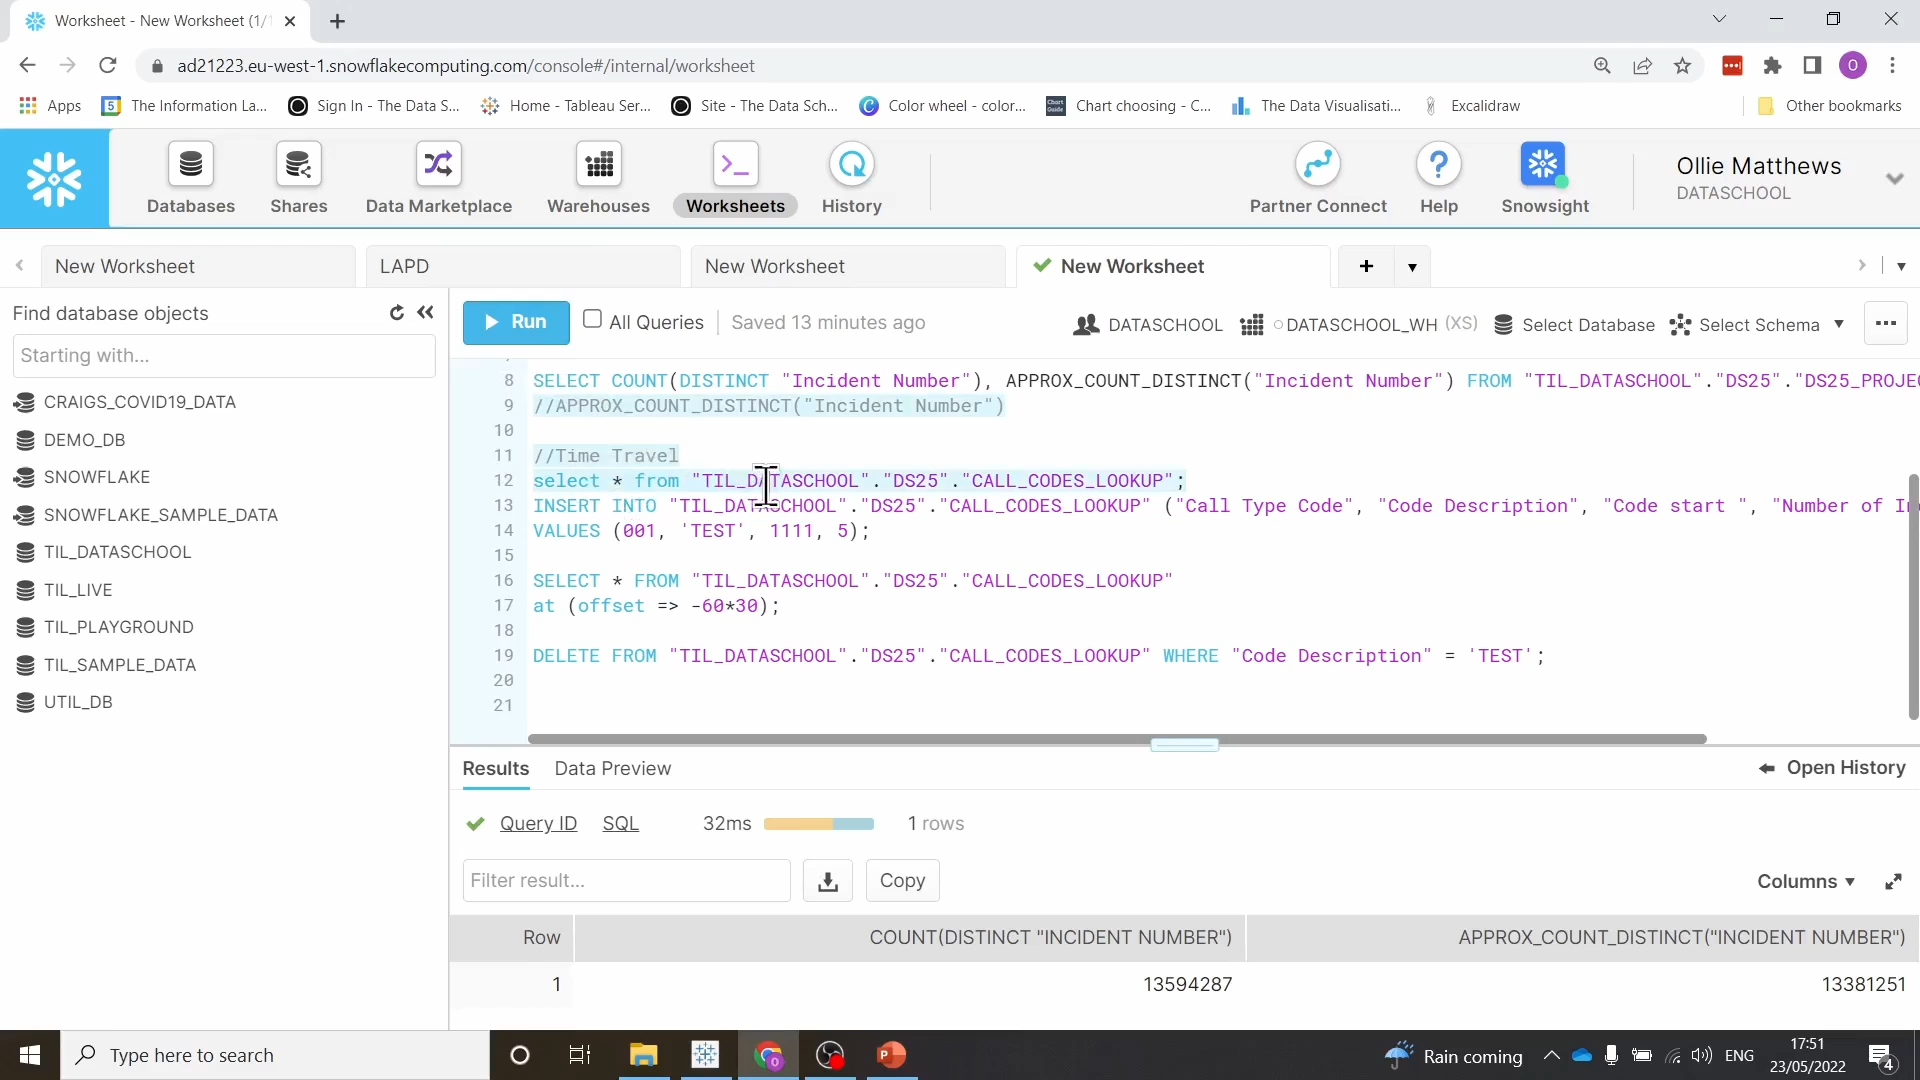 Worksheet - New Worksheet (1/1
ad21223.eu-west-1.snowflakecomputing.com/console#/internal/worksheet
O
Apps
5 The Information La...
Sign In - The Data S...
Home - Tableau Ser...
Site - The Data Sch...
Color wheel - color...
Chart choosing - C...
The Data Visualisati...
Excalidraw
Other bookmarks
Databases
Shares
Data Marketplace
Warehouses
Worksheets
History
Partner Connect
Help
Snowsight
Ollie Matthews
DATASCHOOL
New Worksheet
LAPD
New Worksheet
New Worksheet
Find database objects
Starting with...
CRAIGS_COVID19_DATA
DEMO_DB
SNOWFLAKE
SNOWFLAKE_SAMPLE_DATA
TIL_DATASCHOOL
TIL_LIVE
TIL_PLAYGROUND
TIL_SAMPLE_DATA
UTIL_DB
Run
All Queries
Saved 13 minutes ago
DATASCHOOL
DATASCHOOL_WH (XS)
Select Database
Select Schema
8 SELECT COUNT(DISTINCT "Incident Number"), APPROX_COUNT_DISTINCT("Incident Number") FROM "TIL_DATASCHOOL"."DS25"."DS25_PROJE
9 //APPROX_COUNT_DISTINCT("Incident Number")
10
11 //Time Travel
12 select * from "TIL_DATASCHOOL"."DS25"."CALL_CODES_LOOKUP";
13 INSERT INTO "TIL_DATASCHOOL"."DS25"."CALL_CODES_LOOKUP" ("Call Type Code", "Code Description", "Code start ", "Number of In
14 VALUES (001, 'TEST', 1111, 5);
15
16 SELECT * FROM "TIL_DATASCHOOL"."DS25"."CALL_CODES_LOOKUP"
17 at (offset => -60*30);
18
19 DELETE FROM "TIL_DATASCHOOL"."DS25"."CALL_CODES_LOOKUP" WHERE "Code Description" = 'TEST';
20
21
Results
Data Preview
Open History
Query ID
SQL
32ms
1 rows
Filter result...
Copy
Columns
Row COUNT(DISTINCT "INCIDENT NUMBER") APPROX_COUNT_DISTINCT("INCIDENT NUMBER")
1 13594287 13381251
Type here to search
Rain coming
ENG
17:51
23/05/2022
4